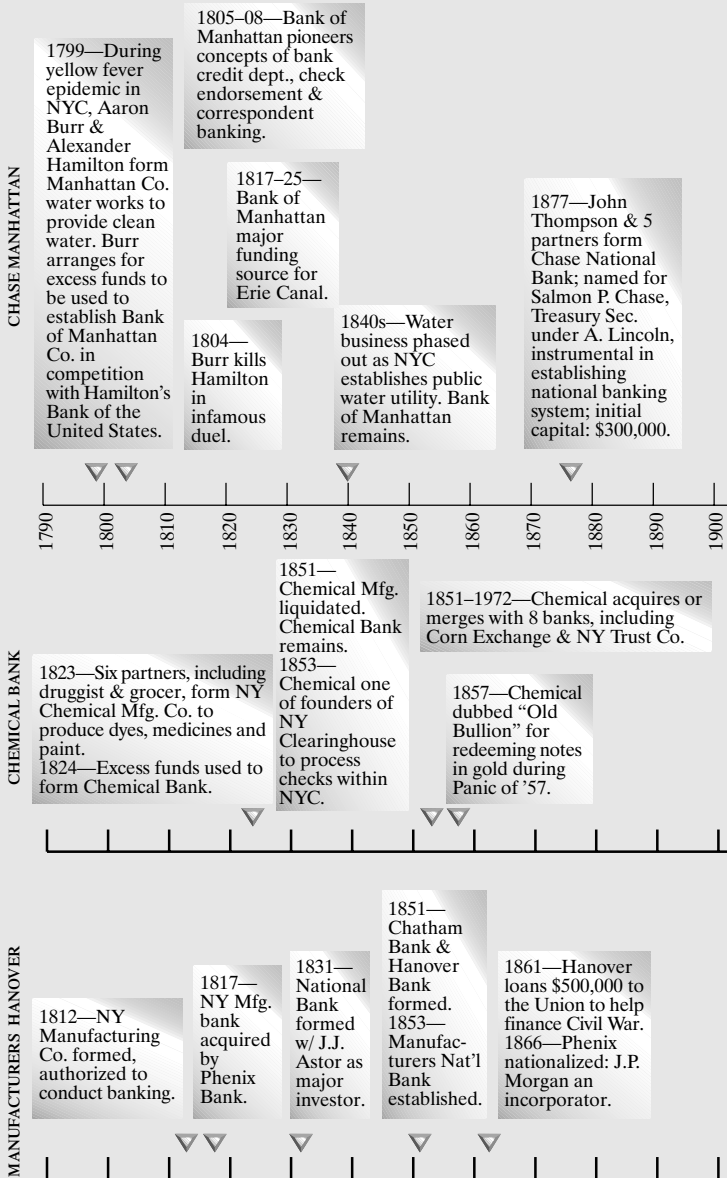 CHASE MANHATTAN
1799—During
yellow fever
epidemic in
NYC, Aaron
Burr &
Alexander
Hamilton form
Manhattan Co.
water works to
provide clean
water. Burr
arranges for
excess funds to
be used to
establish Bank
of Manhattan
Co. in
competition
with Hamilton's
Bank of the
United States.
1805–08—Bank of
Manhattan pioneers
concepts of bank
credit dept., check
endorsement &
correspondent
banking.
1817–25—
Bank of
Manhattan
major
funding
source for
Erie Canal.
1804—
Burr kills
Hamilton
in
infamous
duel.
1840s—Water
business phased
out as NYC
establishes public
water utility. Bank
of Manhattan
remains.
1877—John
Thompson & 5
partners form
Chase National
Bank; named for
Salmon P. Chase,
Treasury Sec.
under A. Lincoln,
instrumental in
establishing
national banking
system; initial
capital: $300,000.
1790
1800
1810
1820
1830
1840
1850
1860
1870
1880
1890
1900
CHEMICAL BANK
1823—Six partners, including
druggist & grocer, form NY
Chemical Mfg. Co. to
produce dyes, medicines and
paint.
1824—Excess funds used to
form Chemical Bank.
1851—
Chemical Mfg.
liquidated.
Chemical Bank
remains.
1853—
Chemical one
of founders of
NY
Clearinghouse
to process
checks within
NYC.
1851–1972—Chemical acquires or
merges with 8 banks, including
Corn Exchange & NY Trust Co.
1857—Chemical
dubbed “Old
Bullion” for
redeeming notes
in gold during
Panic of '57.
MANUFACTURERS HANOVER
1812—NY
Manufacturing
Co. formed,
authorized to
conduct banking.
1817—
NY Mfg.
bank
acquired
by
Phenix
Bank.
1831—
National
Bank
formed
w/ J.J.
Astor as
major
investor.
1851—
Chatham
Bank &
Hanover
Bank
formed.
1853—
Manufac-
turers Nat'l
Bank
established.
1861—Hanover
loans $500,000 to
the Union to help
finance Civil War.
1866—Phenix
nationalized: J.P.
Morgan an
incorporator.